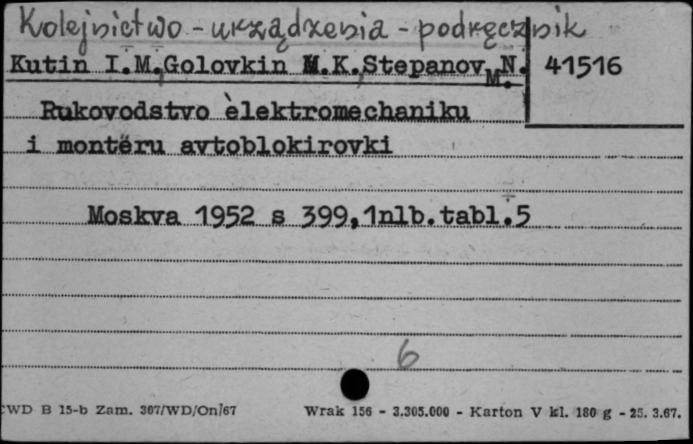 Kolejnictwo - urządzenia - podręcznik
Kutin I.M,Golovkin M.K,Stepanov N. M. 41516
Rukovodstvo èlektromechaniku
i montëru avtoblokirovki
Moskva 1952 s 399,1nlb.tabl.5
6
CWD B 15-b Zam. 307/WD/On/67 Wrak 156 - 3.305.000 - Karton V kl. 180 g - 25. 3.67.